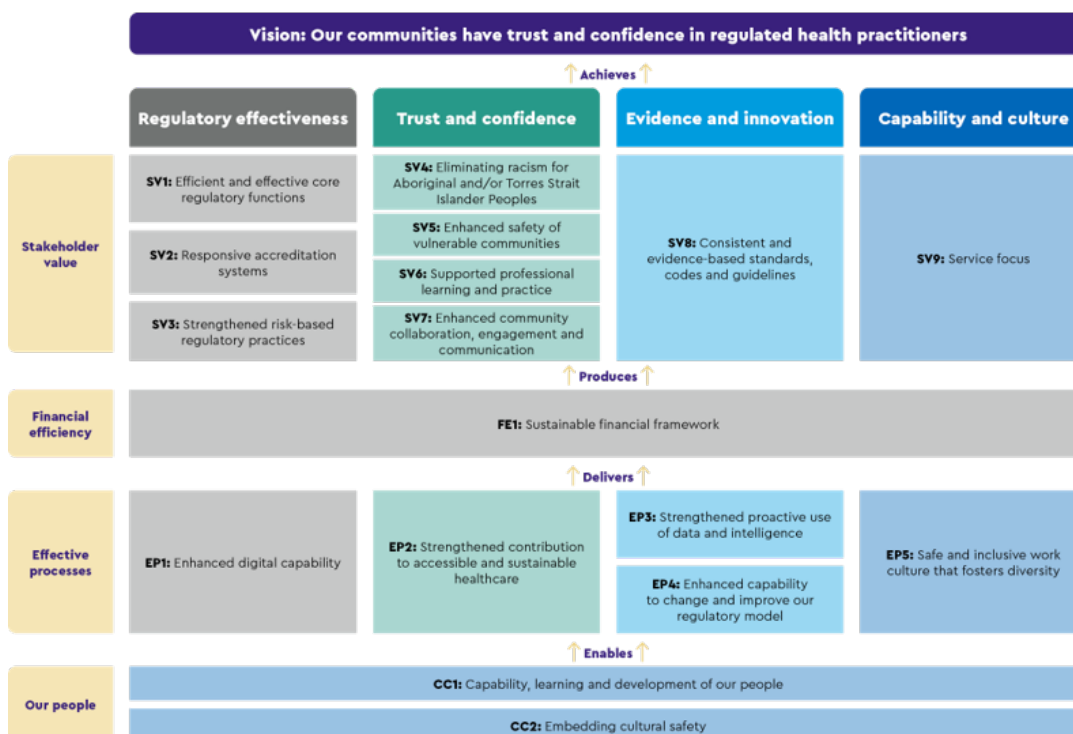 Vision: Our communities have trust and confidence in regulated health practitioners
Achieves
Regulatory effectiveness
Trust and confidence
Evidence and innovation
Capability and culture
Stakeholder
value
SV1: Efficient and effective core
regulatory functions
SV2: Responsive accreditation
systems
SV3: Strengthened risk-based
regulatory practices
SV4: Eliminating racism for
Aboriginal and/or Torres Strait
Islander Peoples
SV5: Enhanced safety of
vulnerable communities
SV6: Supported professional
learning and practice
SV7: Enhanced community
collaboration, engagement and
communication
SV8: Consistent and
evidence-based standards,
codes and guidelines
SV9: Service focus
Produces
Financial
efficiency
FE1: Sustainable financial framework
Delivers
Effective
processes
EP1: Enhanced digital capability
EP2: Strengthened contribution
to accessible and sustainable
healthcare
EP3: Strengthened proactive use
of data and intelligence
EP4: Enhanced capability
to change and improve our
regulatory model
EP5: Safe and inclusive work
culture that fosters diversity
Enables
Our people
CC1: Capability, learning and development of our people
CC2: Embedding cultural safety